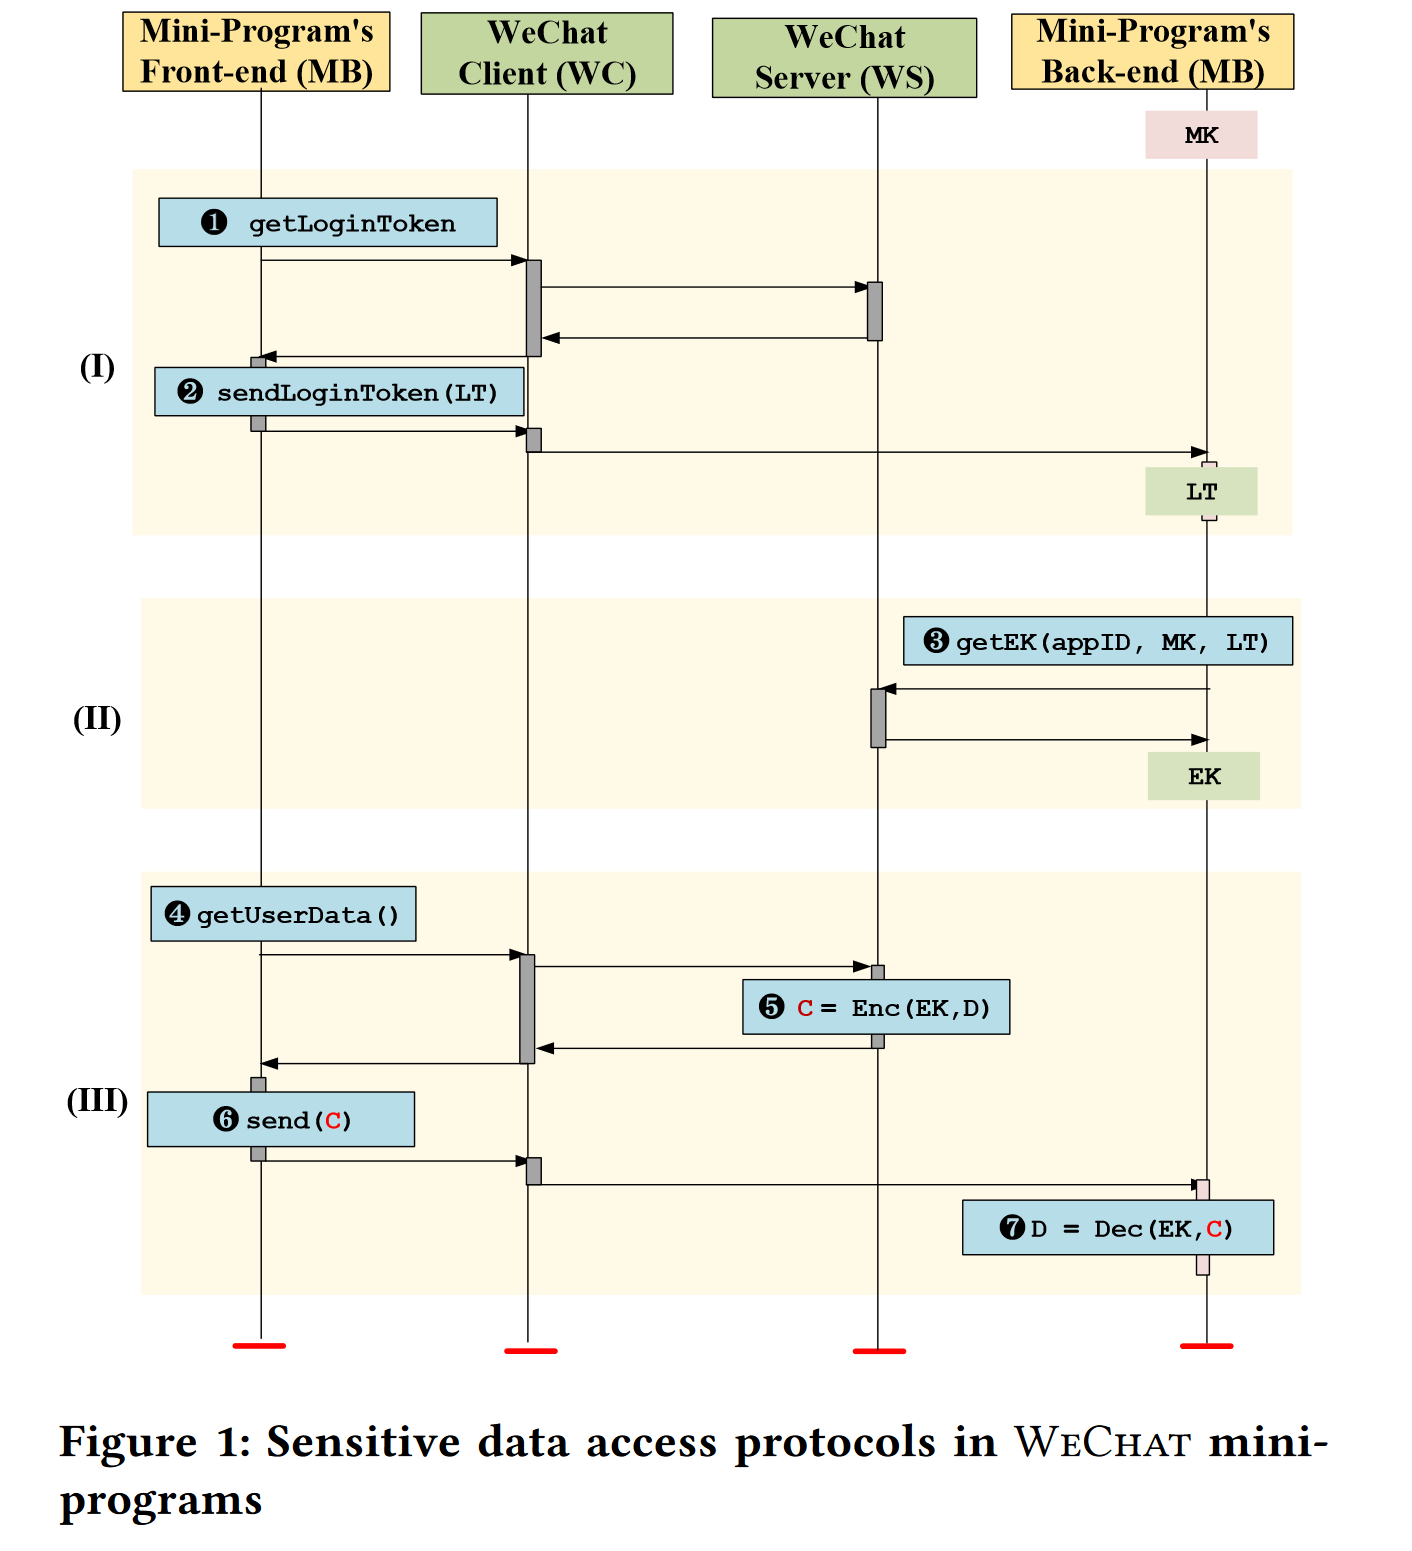 Mini-Program's
Front-end (MB)
WeChat
Client (WC)
WeChat
Server (WS)
Mini-Program's
Back-end (MB)
MK
❶ getLoginToken
(I)
❷ sendLoginToken(LT)
LT
❸ getEK(appID, MK, LT)
(II)
EK
❹ getUserData()
❺ C = Enc(EK,D)
(III)
❻ send(C)
❼ D = Dec(EK,C)
Figure 1: Sensitive data access protocols in WeChat mini-
programs